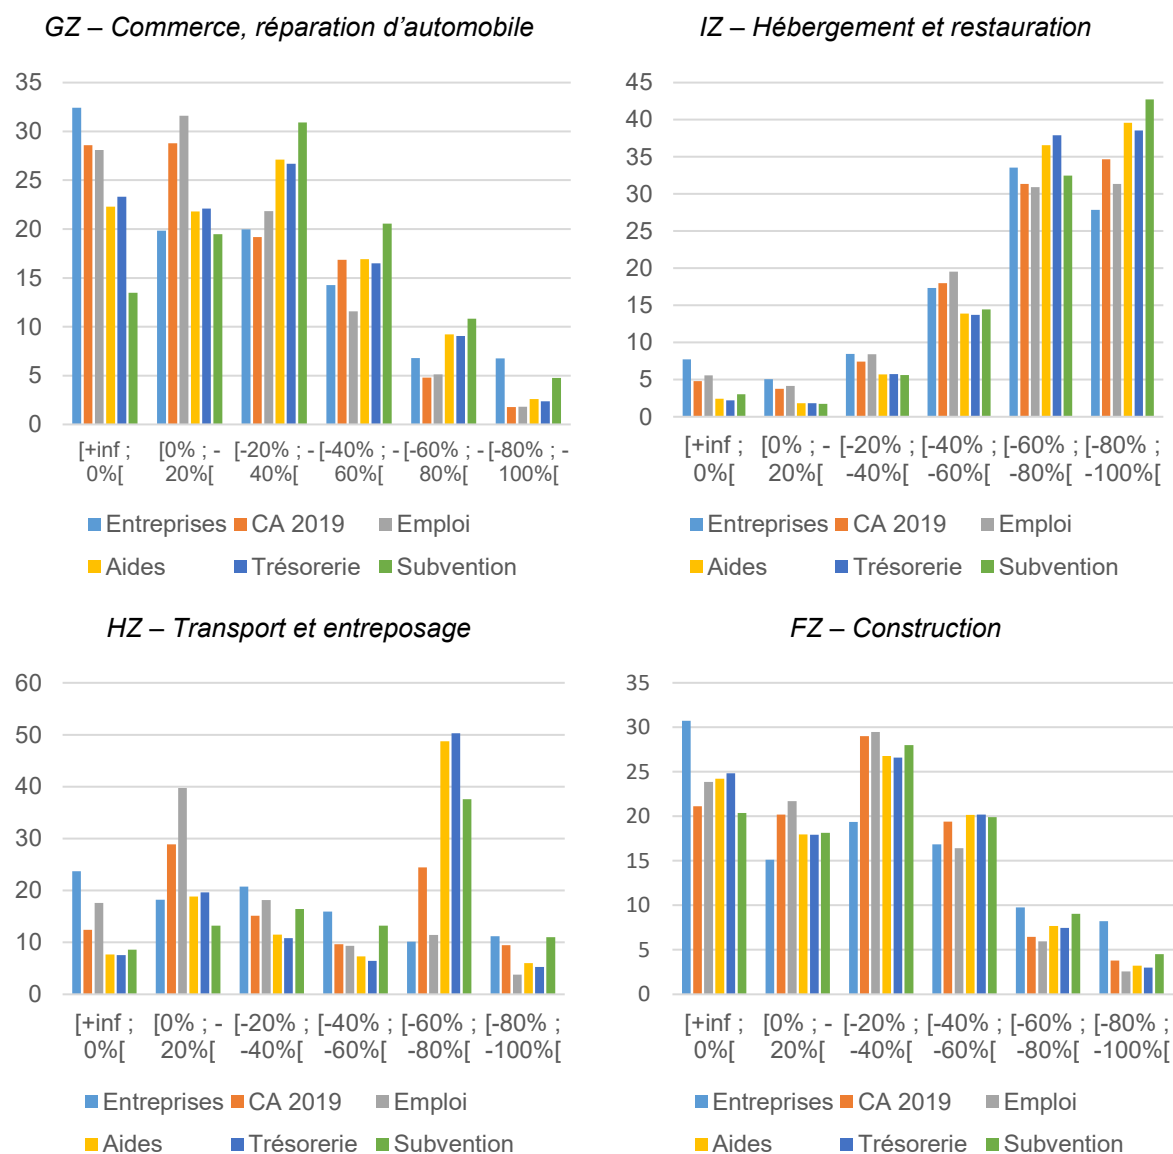 GZ – Commerce, réparation d’automobile
35
30
25
20
15
10
5
0
[+inf ; [0% ; - [-20% ; - [-40% ; - [-60% ; - [-80% ; -
0%[ 20%[ 40%[ 60%[ 80%[ 100%[
Entreprises CA 2019 Emploi
Aides Trésorerie Subvention
IZ – Hébergement et restauration
45
40
35
30
25
20
15
10
5
0
[+inf ; [0% ; - [-20% ; [-40% ; [-60% ; [-80% ;
0%[ 20%[ -40%[ -60%[ -80%[ -100%[
Entreprises CA 2019 Emploi
Aides Trésorerie Subvention
HZ – Transport et entreposage
60
50
40
30
20
10
0
[+inf ; [0% ; - [-20% ; [-40% ; [-60% ; [-80% ;
0%[ 20%[ -40%[ -60%[ -80%[ -100%[
Entreprises CA 2019 Emploi
Aides Trésorerie Subvention
FZ – Construction
35
30
25
20
15
10
5
0
[+inf ; [0% ; - [-20% ; [-40% ; [-60% ; [-80% ;
0%[ 20%[ -40%[ -60%[ -80%[ -100%[
Entreprises CA 2019 Emploi
Aides Trésorerie Subvention